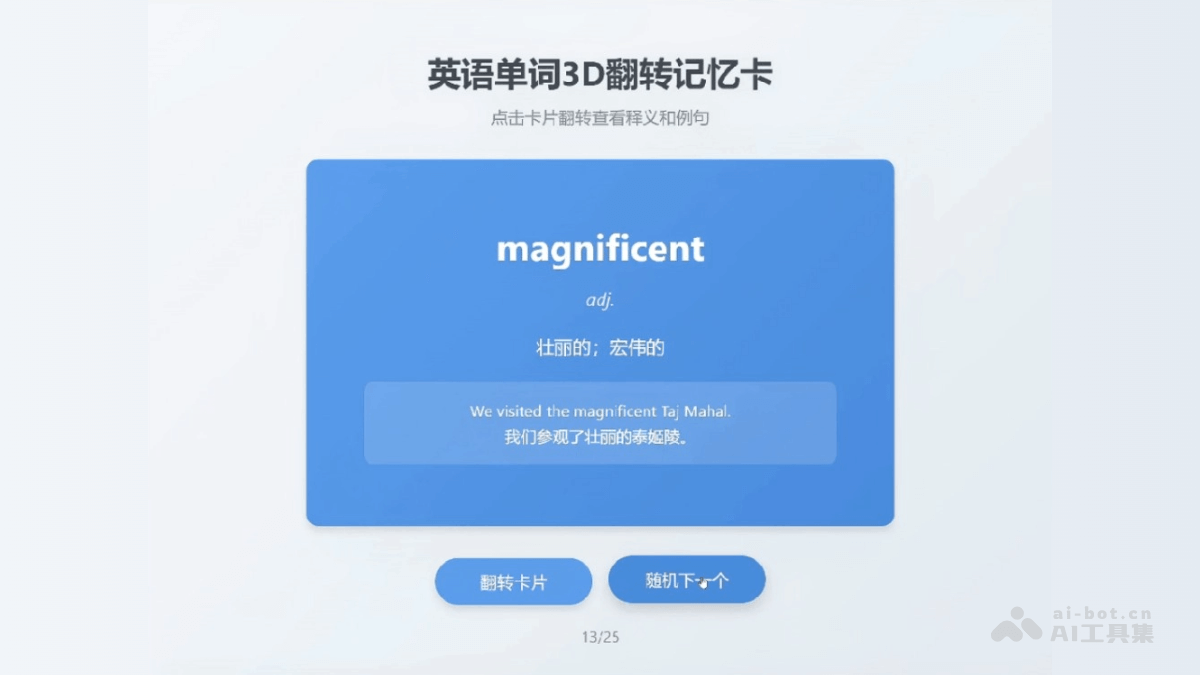 英语单词3D翻转记忆卡
点击卡片翻转查看释义和例句
magnificent
adj.
壮丽的；宏伟的
We visited the magnificent Taj Mahal.
我们参观了壮丽的泰姬陵。
翻转卡片
随机下一个
13/25
ai-bot.cn
AI工具集